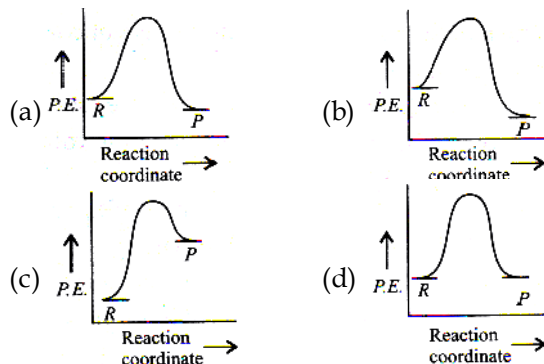 (a) P.E. R P
Reaction
coordinate
(b) P.E. R P
Reaction
coordinate
(c) P.E. R P
Reaction
coordinate
(d) P.E. R P
Reaction
coordinate